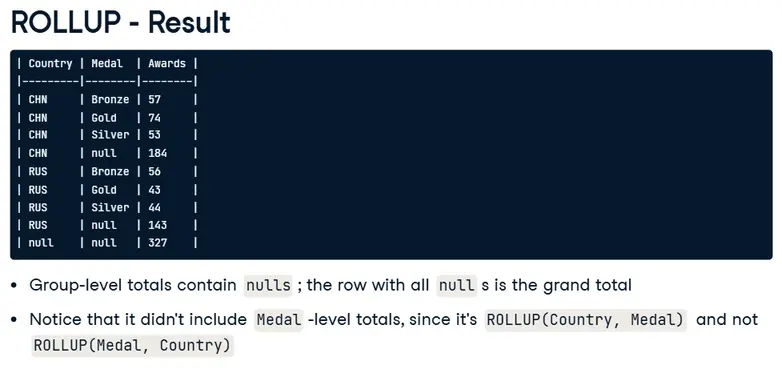 ROLLUP - Result
| Country | Medal  | Awards |
|---------|--------|--------|
| CHN     | Bronze | 57     |
| CHN     | Gold   | 74     |
| CHN     | Silver | 53     |
| CHN     | null   | 184    |
| RUS     | Bronze | 56     |
| RUS     | Gold   | 43     |
| RUS     | Silver | 44     |
| RUS     | null   | 143    |
| null    | null   | 327    |
• Group-level totals contain nulls ; the row with all null s is the grand total
• Notice that it didn't include Medal -level totals, since it's ROLLUP(Country, Medal) and not
ROLLUP(Medal, Country)